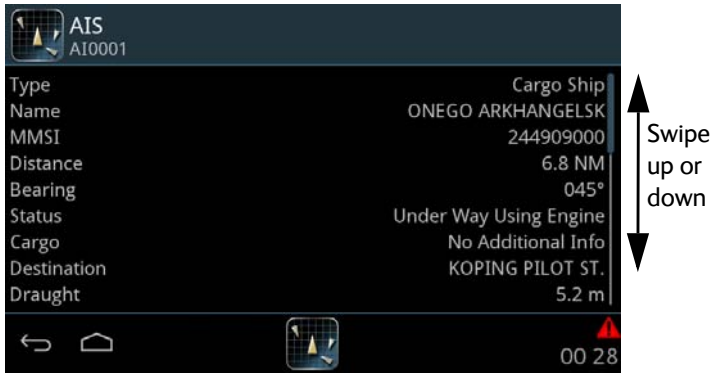 AIS
AI0001
Type Cargo Ship
Name ONEGO ARKHANGELSK
MMSI 244909000
Distance 6.8 NM
Bearing 045°
Status Under Way Using Engine
Cargo No Additional Info
Destination KOPING PILOT ST.
Draught 5.2 m
Swipe
up or
down
00 28